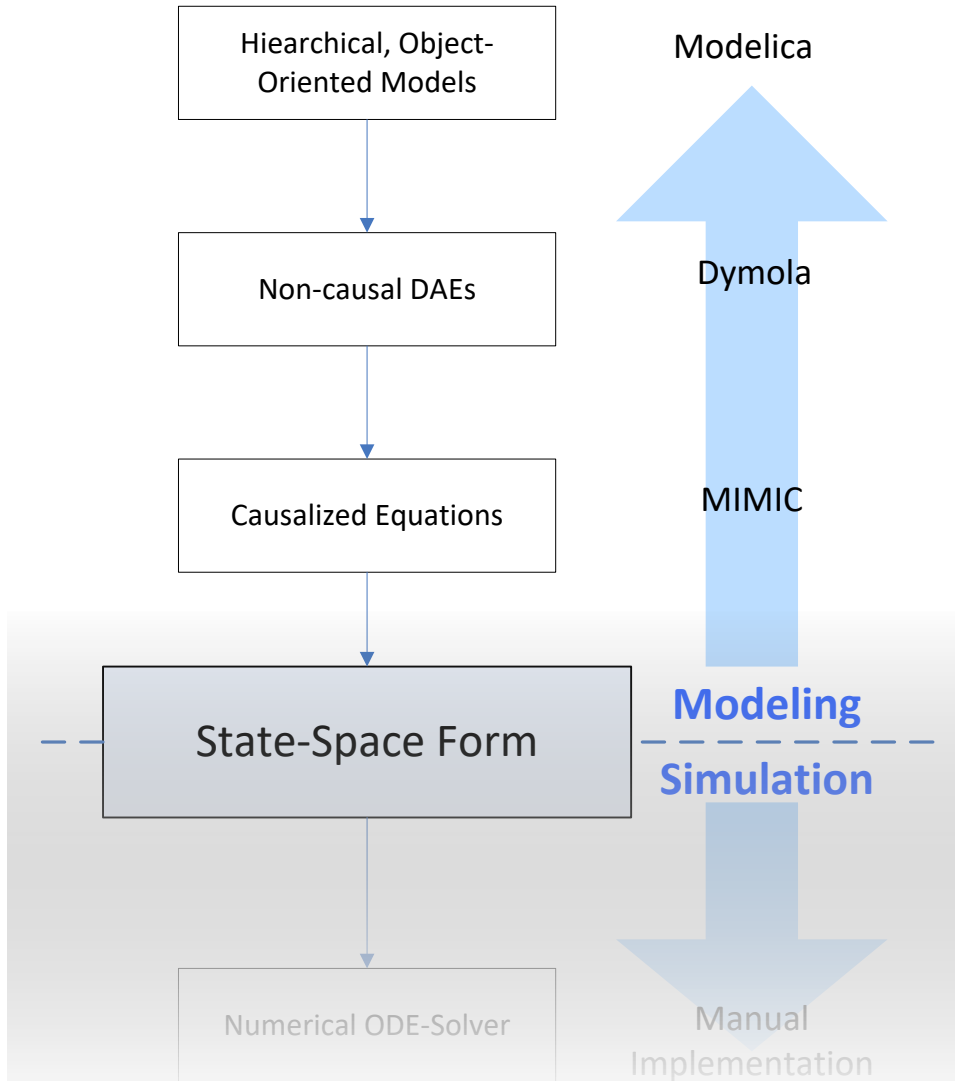 Hiearchical, Object-
Oriented Models
Modelica
Non-causal DAEs
Dymola
Causalized Equations
MIMIC
State-Space Form
Modeling
Simulation
Numerical ODE-Solver
Manual
Implementation